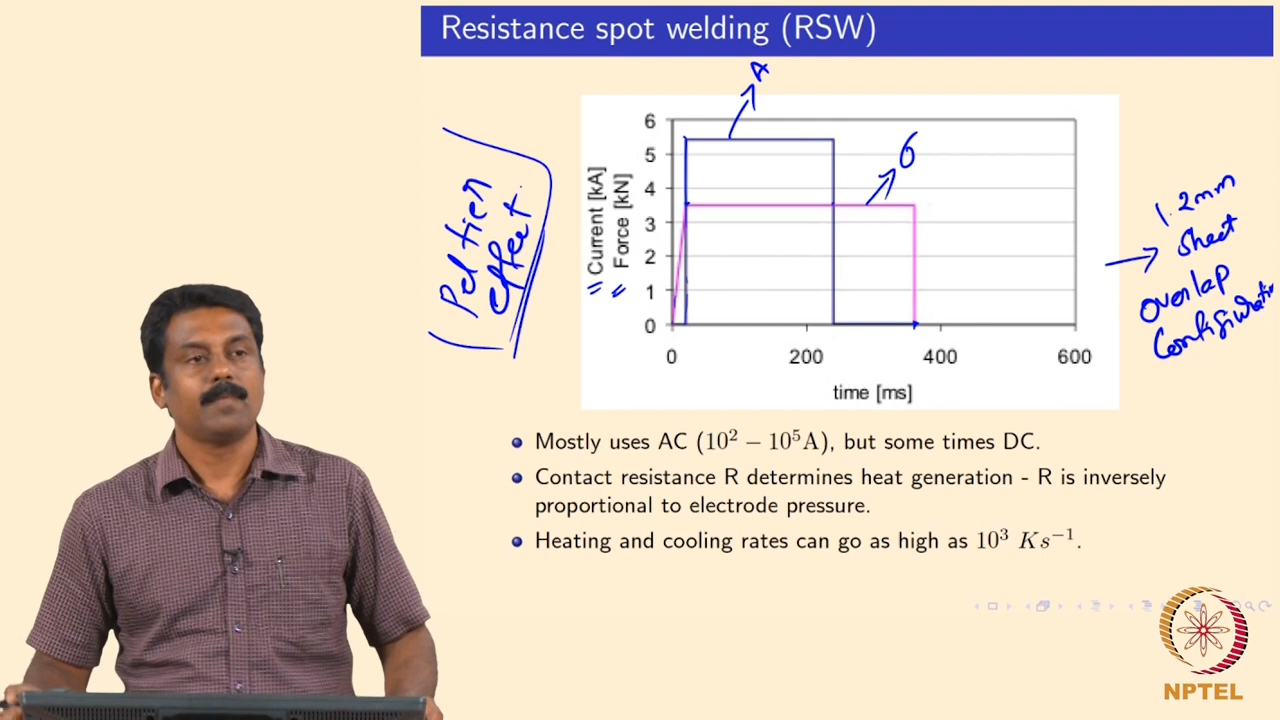 Resistance spot welding (RSW)
A
6
5
4
3
2
1
0
Current [kA]
Force [kN]
σ
0 200 400 600
time [ms]
Peltier
effect
1.2mm
sheet
overlap
configuration
• Mostly uses AC (10² − 10⁵A), but some times DC.
• Contact resistance R determines heat generation - R is inversely
proportional to electrode pressure.
• Heating and cooling rates can go as high as 10³ Ks⁻¹.
NPTEL